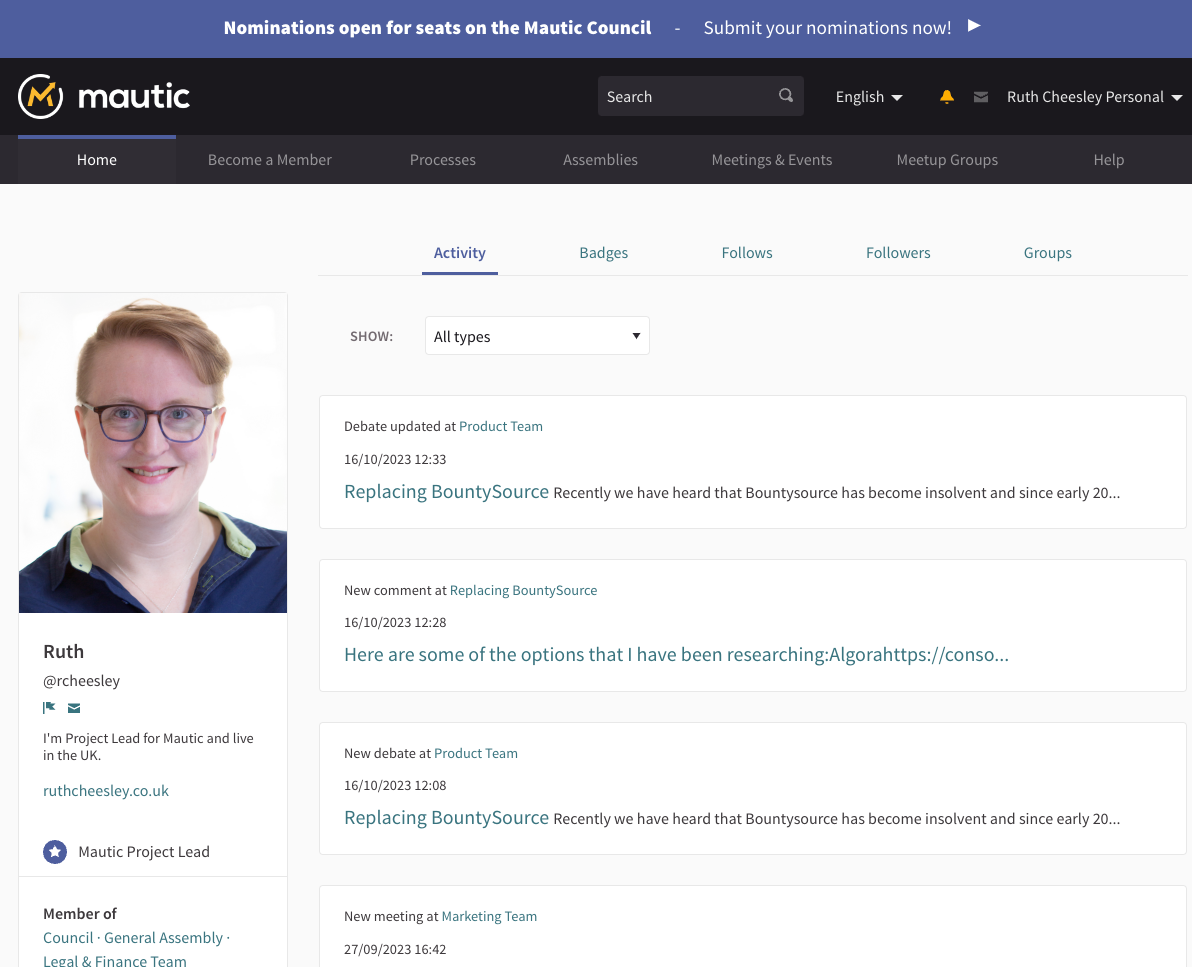 Nominations open for seats on the Mautic Council - Submit your nominations now! ▶
mautic
Search
English
Ruth Cheesley Personal
Home Become a Member Processes Assemblies Meetings & Events Meetup Groups Help
Activity Badges Follows Followers Groups
SHOW: All types
Debate updated at Product Team
16/10/2023 12:33
Replacing BountySource Recently we have heard that Bountysource has become insolvent and since early 20...
New comment at Replacing BountySource
16/10/2023 12:28
Here are some of the options that I have been researching:Algorahttps://conso...
New debate at Product Team
16/10/2023 12:08
Replacing BountySource Recently we have heard that Bountysource has become insolvent and since early 20...
New meeting at Marketing Team
27/09/2023 16:42
Ruth
@rcheesley
I'm Project Lead for Mautic and live
in the UK.
ruthcheesley.co.uk
Mautic Project Lead
Member of
Council · General Assembly ·
Legal & Finance Team